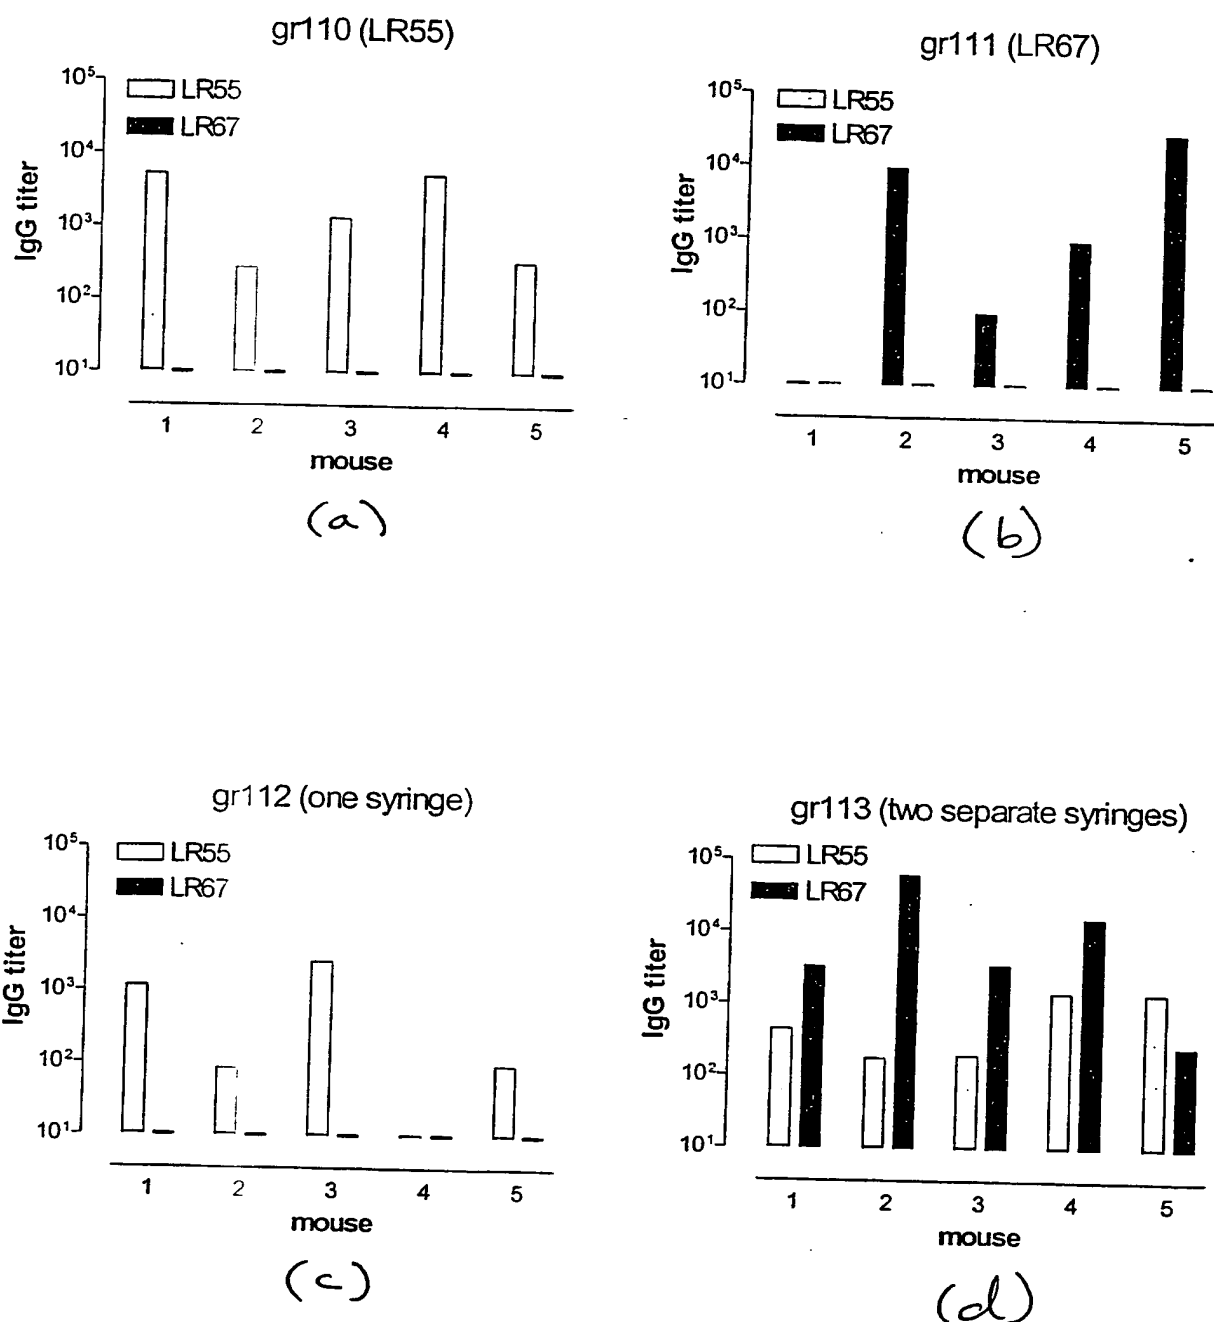 gr110 (LR55)
LR55
LR67
10⁵
10⁴
10³
10²
10¹
IgG titer
1 2 3 4 5
mouse
(a)
gr111 (LR67)
LR55
LR67
10⁵
10⁴
10³
10²
10¹
IgG titer
1 2 3 4 5
mouse
(b)
gr112 (one syringe)
LR55
LR67
10⁵
10⁴
10³
10²
10¹
IgG titer
1 2 3 4 5
mouse
(c)
gr113 (two separate syringes)
LR55
LR67
10⁵
10⁴
10³
10²
10¹
IgG titer
1 2 3 4 5
mouse
(d)